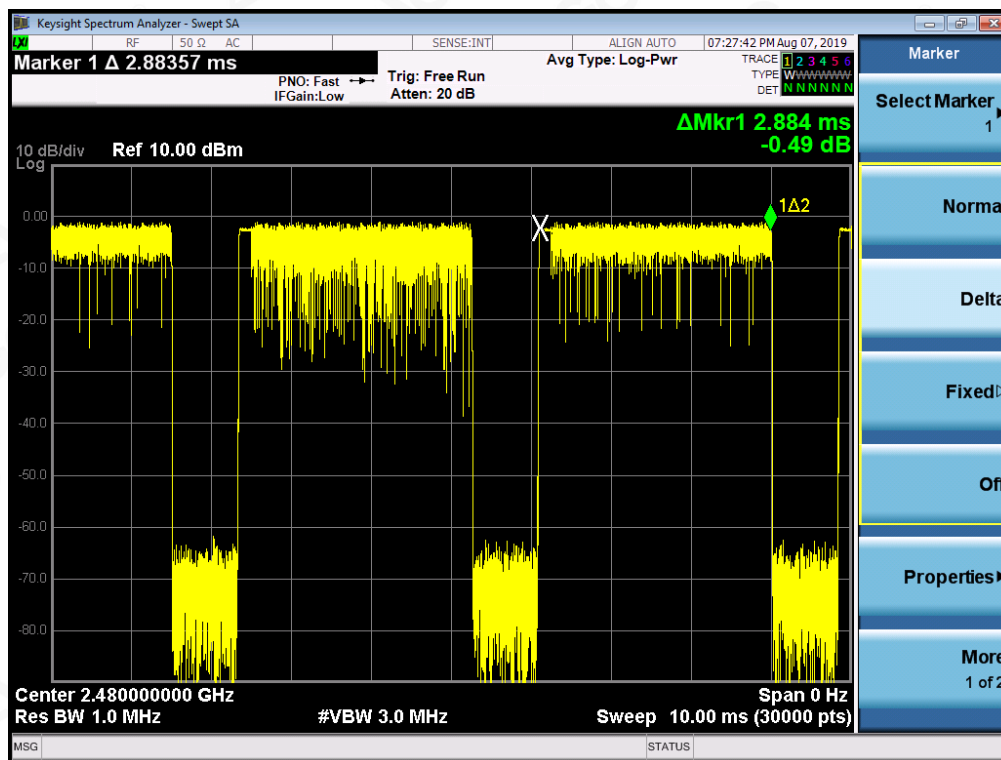 Keysight Spectrum Analyzer - Swept SA
LXI RF 50 Ω AC SENSE:INT ALIGN AUTO 07:27:42 PM Aug 07, 2019
Marker 1 Δ 2.88357 ms
PNO: Fast
IFGain:Low
Trig: Free Run
Atten: 20 dB
Avg Type: Log-Pwr
TRACE 1 2 3 4 5 6
TYPE WWWWWW
DET N N N N N N
ΔMkr1 2.884 ms
-0.49 dB
10 dB/div Ref 10.00 dBm
Log
1Δ2
0.00
-10.0
-20.0
-30.0
-40.0
-50.0
-60.0
-70.0
-80.0
Center 2.480000000 GHz Span 0 Hz
Res BW 1.0 MHz #VBW 3.0 MHz Sweep 10.00 ms (30000 pts)
MSG STATUS
Marker
Select Marker
1
Norma
Delta
Fixed
Off
Properties
More
1 of 2